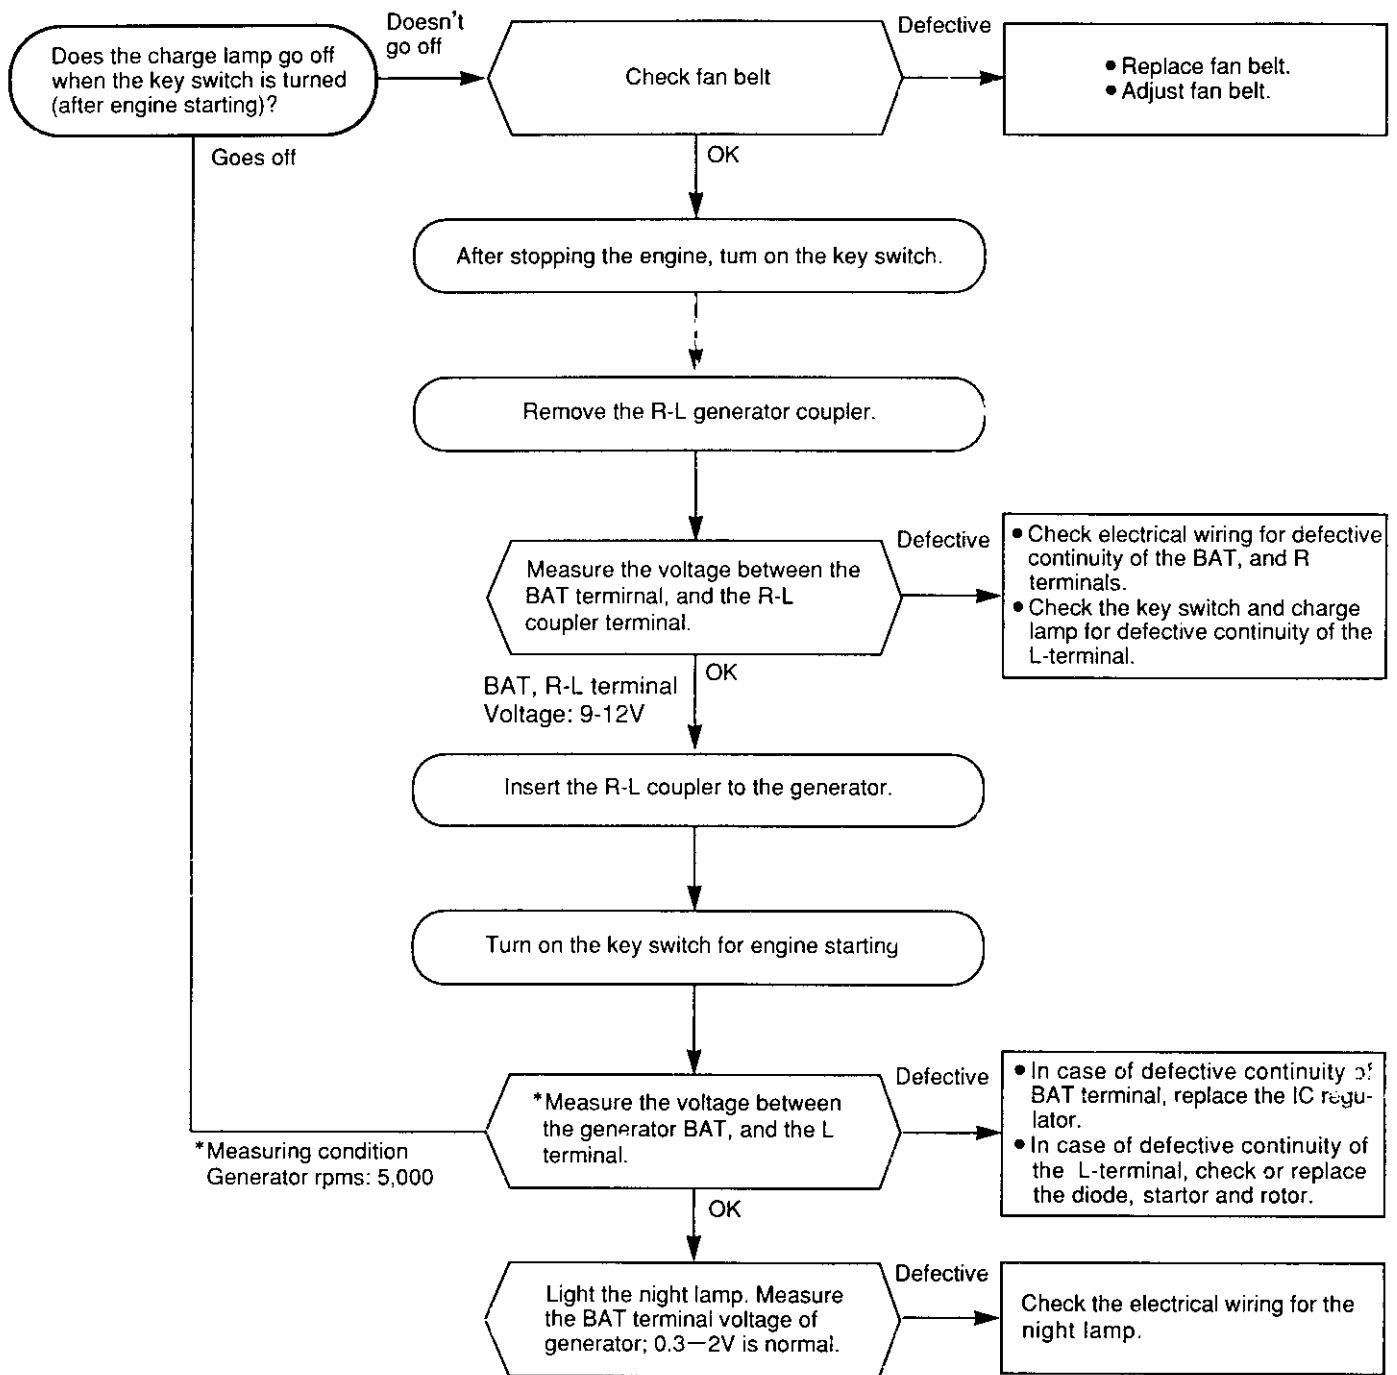 Does the charge lamp go off
when the key switch is turned
(after engine starting)?
Doesn't
go off
Check fan belt
Defective
• Replace fan belt.
• Adjust fan belt.
Goes off
OK
After stopping the engine, turn on the key switch.
Remove the R-L generator coupler.
Measure the voltage between the
BAT termirnal, and the R-L
coupler terminal.
Defective
• Check electrical wiring for defective
continuity of the BAT, and R
terminals.
• Check the key switch and charge
lamp for defective continuity of the
L-terminal.
OK
BAT, R-L terminal
Voltage: 9-12V
Insert the R-L coupler to the generator.
Turn on the key switch for engine starting
*Measure the voltage between
the generator BAT, and the L
terminal.
Defective
• In case of defective continuity of
BAT terminal, replace the IC regu-
lator.
• In case of defective continuity of
the L-terminal, check or replace
the diode, startor and rotor.
*Measuring condition
Generator rpms: 5,000
OK
Light the night lamp. Measure
the BAT terminal voltage of
generator; 0.3—2V is normal.
Defective
Check the electrical wiring for the
night lamp.